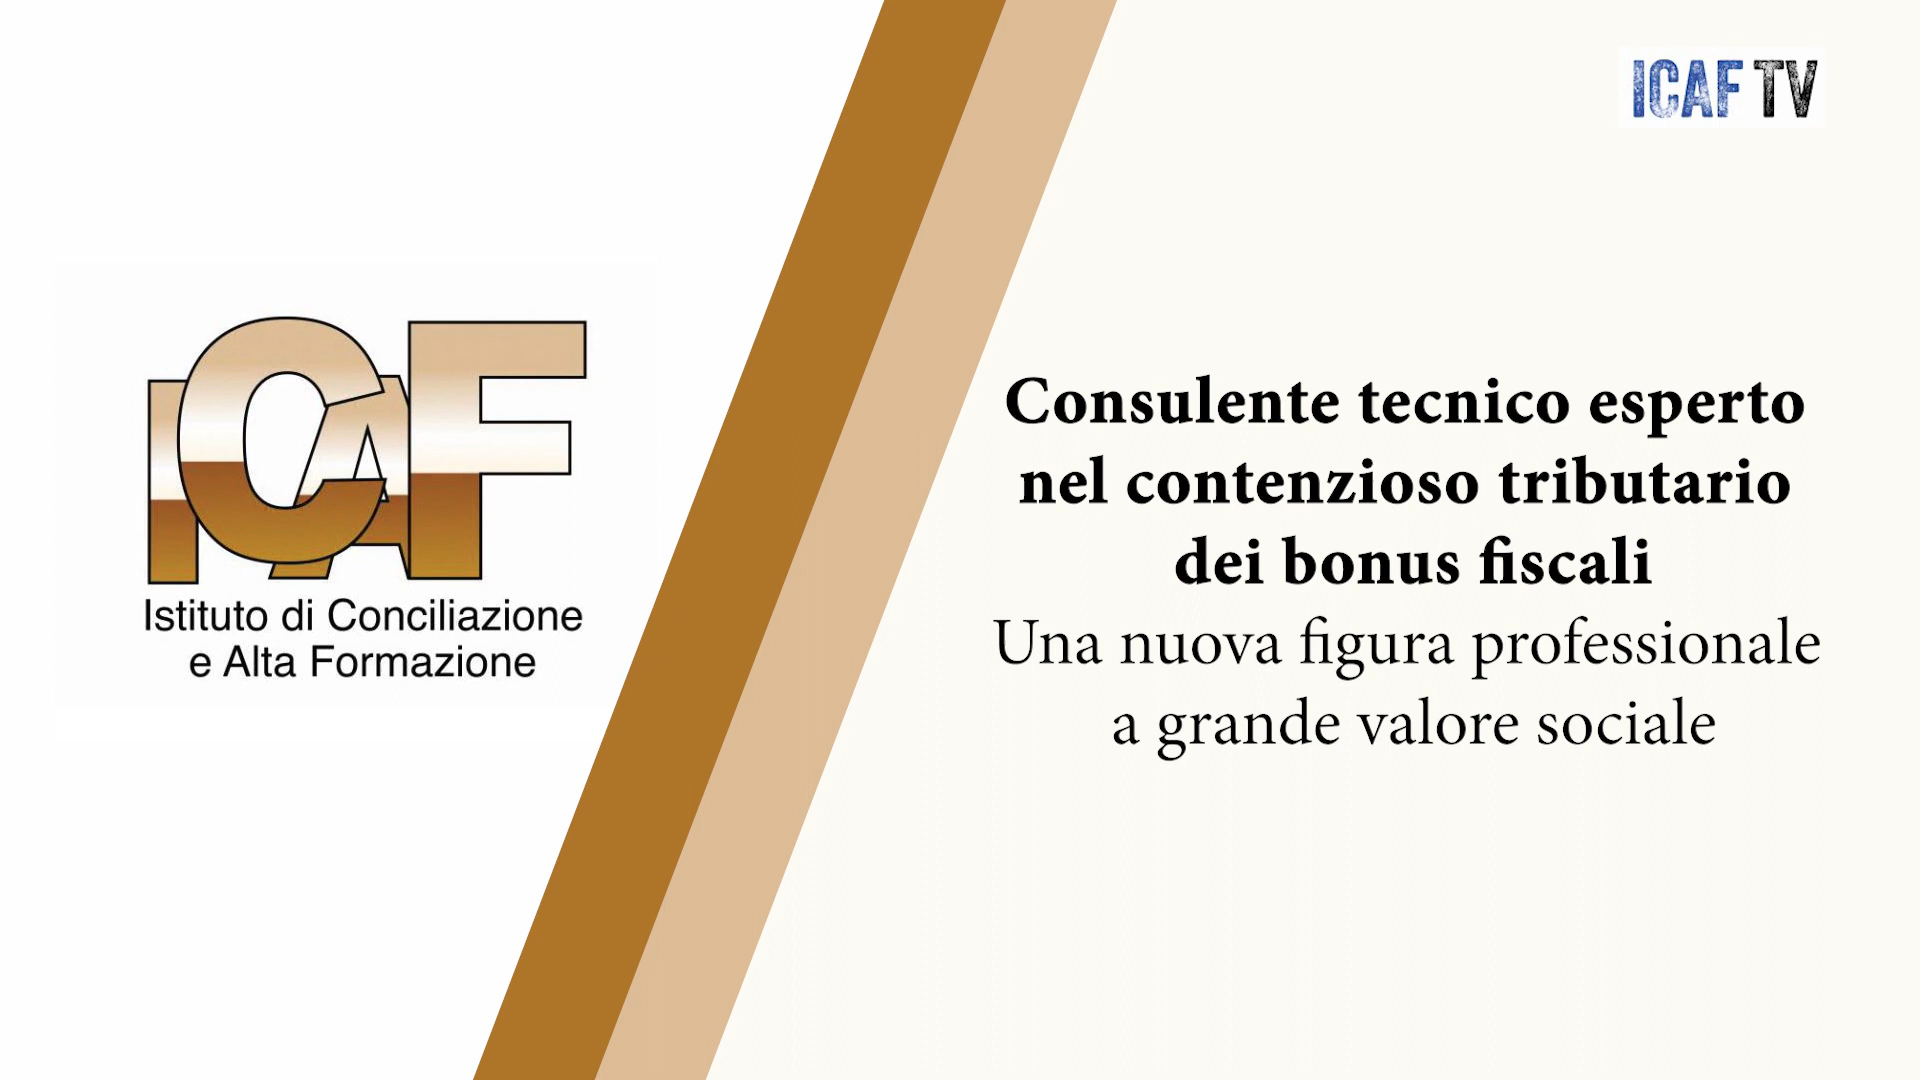 ICAF TV
ICAF
Istituto di Conciliazione
e Alta Formazione
Consulente tecnico esperto
nel contenzioso tributario
dei bonus fiscali
Una nuova figura professionale
a grande valore sociale